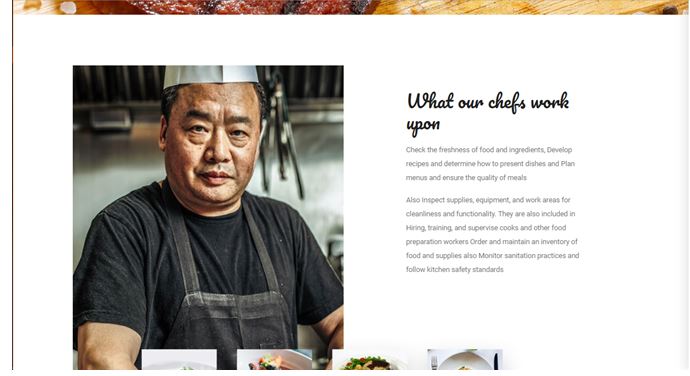 What our chefs work
upon
Check the freshness of food and ingredients, Develop
recipes and determine how to present dishes and Plan
menus and ensure the quality of meals
Also Inspect supplies, equipment, and work areas for
cleanliness and functionality. They are also included in
Hiring, training, and supervise cooks and other food
preparation workers Order and maintain an inventory of
food and supplies also Monitor sanitation practices and
follow kitchen safety standards